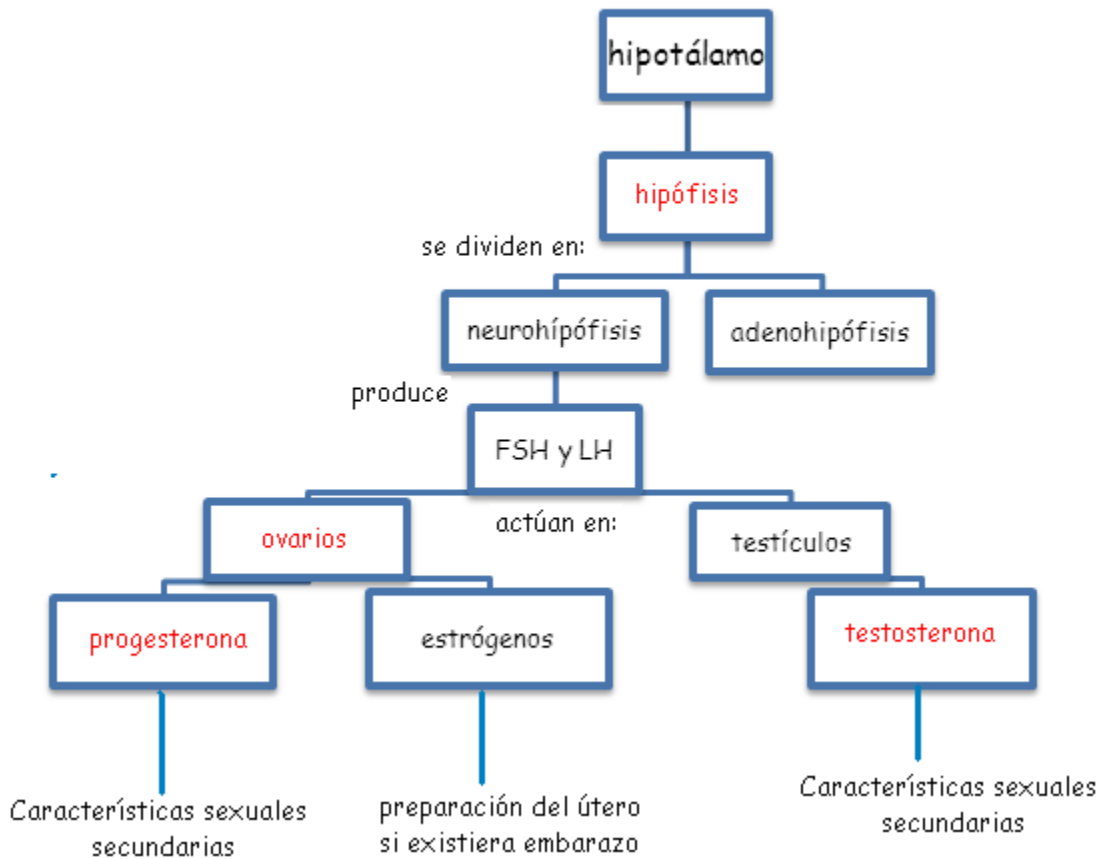 hipotálamo
hipófisis
se dividen en:
neurohípófisis
adenohipófisis
produce
FSH y LH
actúan en:
ovarios
testículos
progesterona
estrógenos
testosterona
Características sexuales
secundarias
preparación del útero
si existiera embarazo
Características sexuales
secundarias